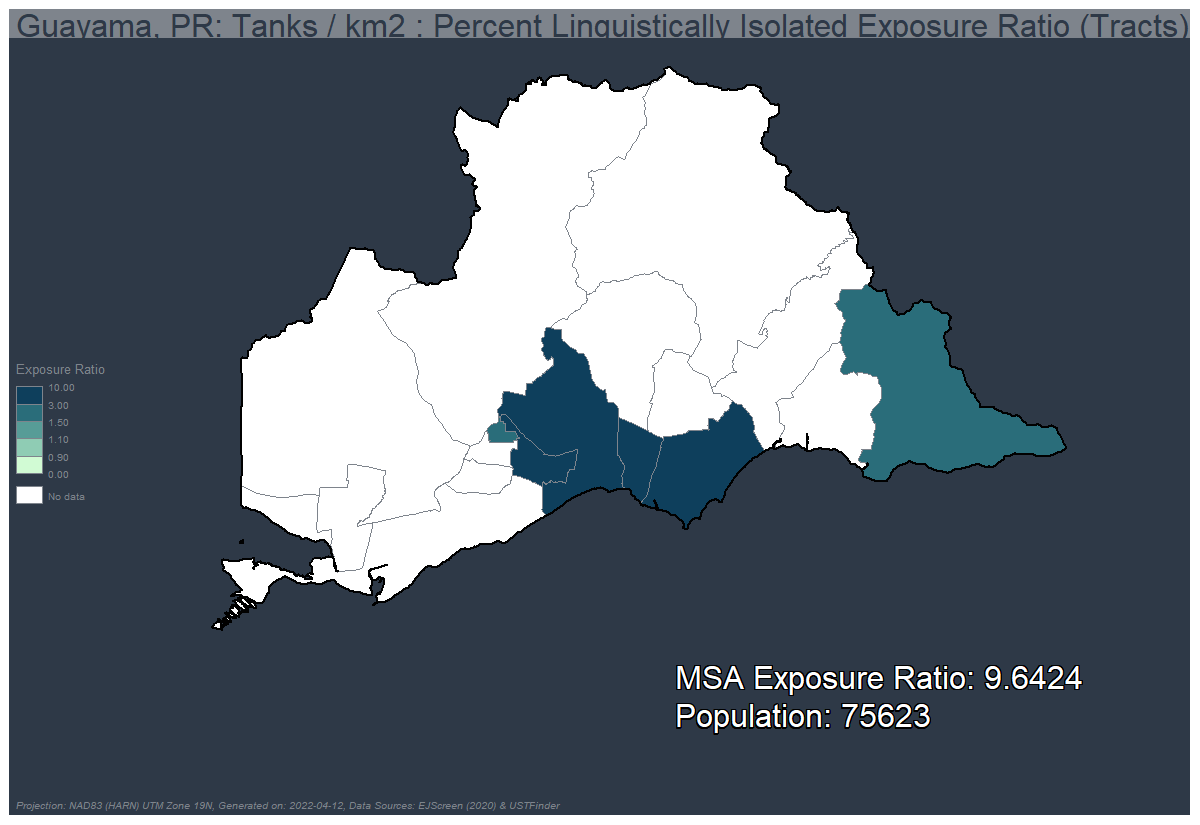 Guayama, PR: Tanks / km2 : Percent Linguistically Isolated Exposure Ratio (Tracts)
Exposure Ratio
10.00
3.00
1.50
1.10
0.90
0.00
No data
MSA Exposure Ratio: 9.6424
Population: 75623
Projection: NAD83 (HARN) UTM Zone 19N, Generated on: 2022-04-12, Data Sources: EJScreen (2020) & USTFinder